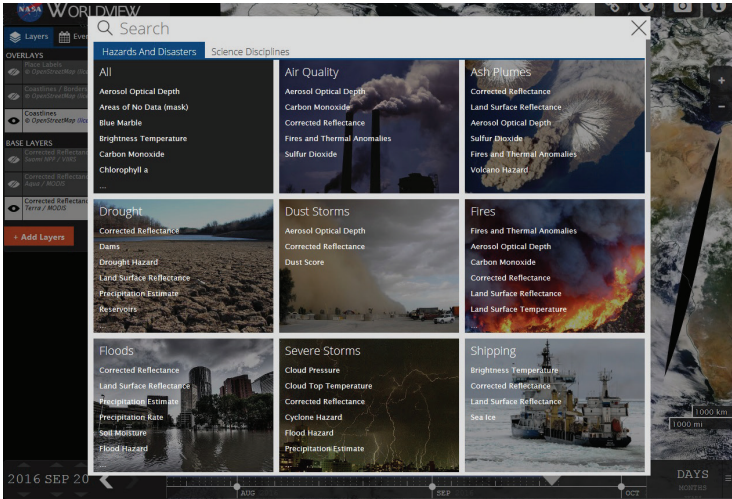 NASA WORLDVIEW
Search
Layers
Hazards And Disasters
Science Disciplines
OVERLAYS
Place Labels
© OpenStreetMap
Coastlines / Borders
© OpenStreetMap
Coastlines
© OpenStreetMap
BASE LAYERS
Corrected Reflectance
Suomi NPP / VIIRS
Corrected Reflectance
Aqua / MODIS
Corrected Reflectance
Terra / MODIS
+ Add Layers
All
Aerosol Optical Depth
Areas of No Data (mask)
Blue Marble
Brightness Temperature
Carbon Monoxide
Chlorophyll a
...
Air Quality
Aerosol Optical Depth
Carbon Monoxide
Corrected Reflectance
Fires and Thermal Anomalies
Sulfur Dioxide
Ash Plumes
Corrected Reflectance
Land Surface Reflectance
Aerosol Optical Depth
Sulfur Dioxide
Fires and Thermal Anomalies
Volcano Hazard
Drought
Corrected Reflectance
Dams
Drought Hazard
Land Surface Reflectance
Precipitation Estimate
Reservoirs
...
Dust Storms
Aerosol Optical Depth
Corrected Reflectance
Dust Score
Fires
Fires and Thermal Anomalies
Aerosol Optical Depth
Carbon Monoxide
Corrected Reflectance
Land Surface Reflectance
Land Surface Temperature
...
Floods
Corrected Reflectance
Land Surface Reflectance
Precipitation Estimate
Precipitation Rate
Soil Moisture
Flood Hazard
...
Severe Storms
Cloud Pressure
Cloud Top Temperature
Corrected Reflectance
Cyclone Hazard
Flood Hazard
Precipitation Estimate
Shipping
Brightness Temperature
Corrected Reflectance
Land Surface Reflectance
Sea Ice
+
−
1000 km
1000 mi
2016 SEP 20
AUG
SEP
OCT
DAYS
MONTHS